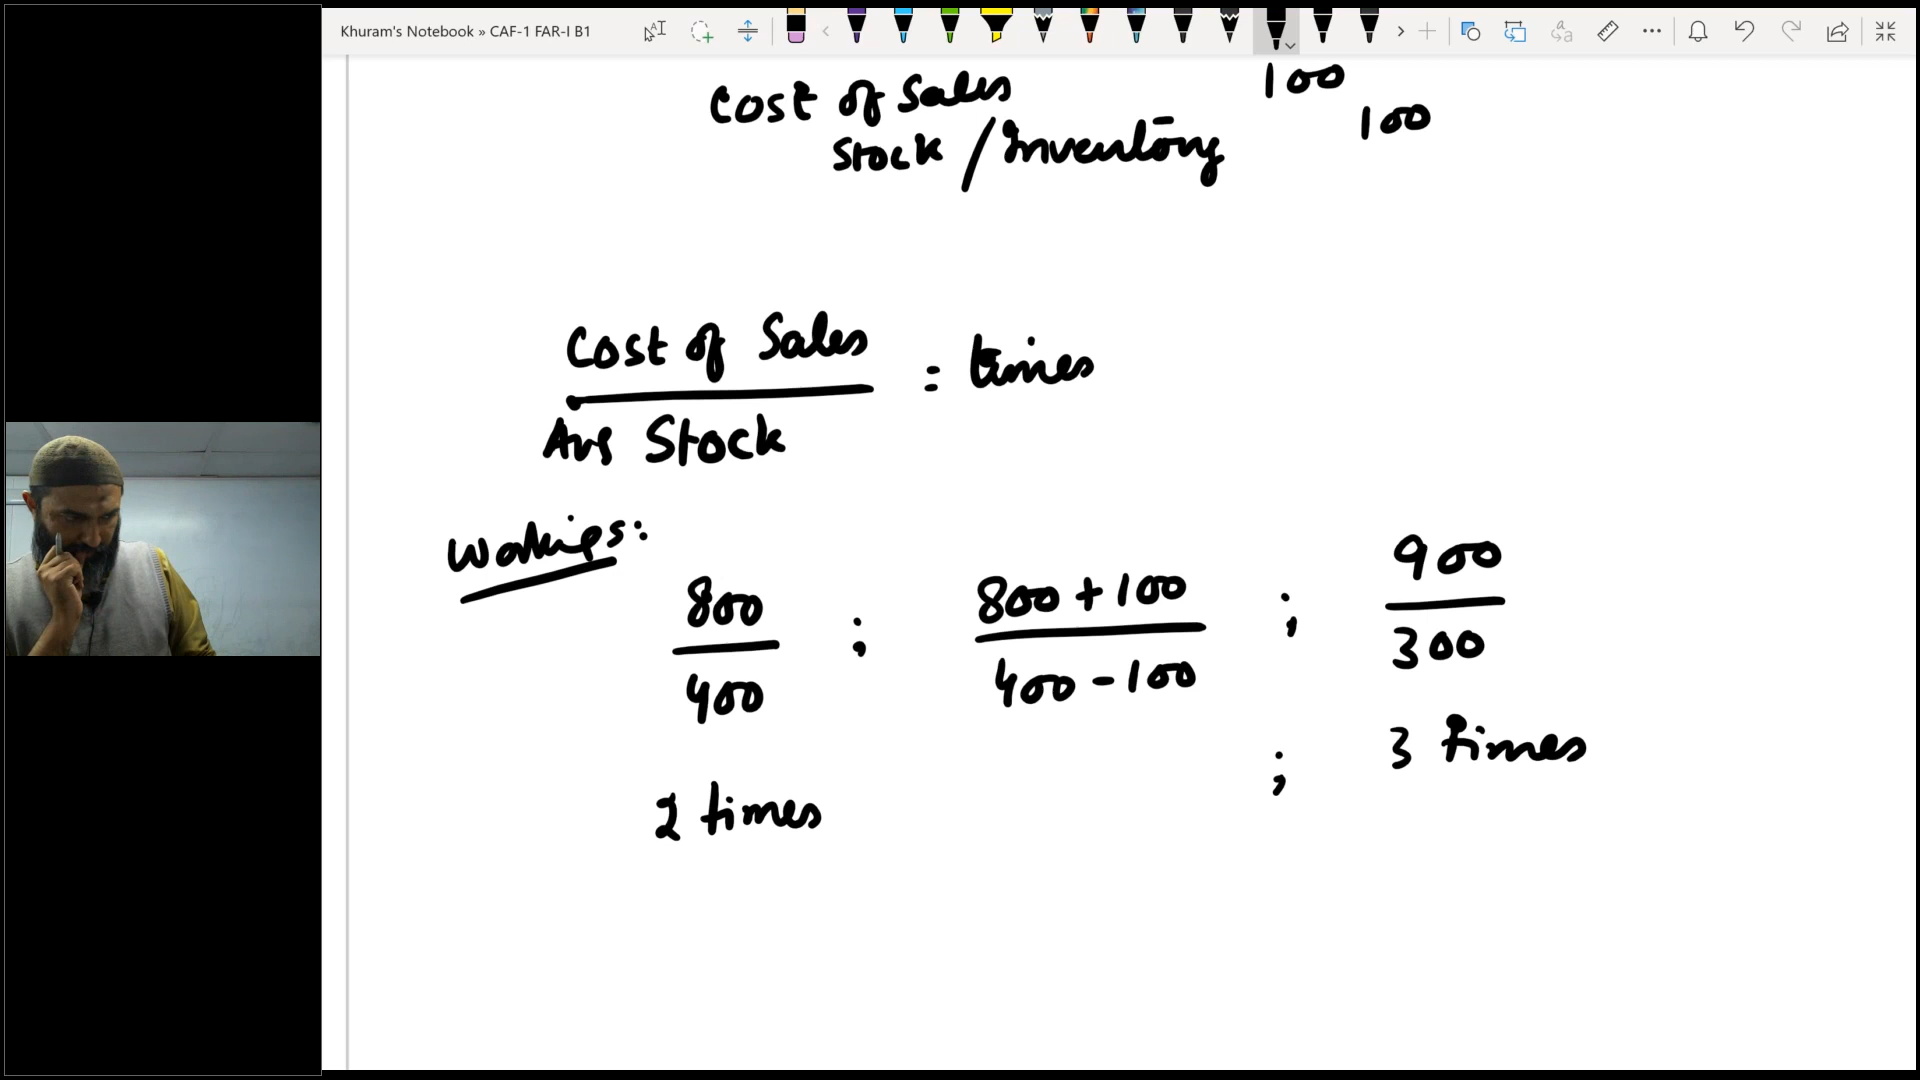 Khuram's Notebook » CAF-1 FAR-I B1
Cost of Sales 100
Stock / Inventory 100
Cost of Sales
Avg Stock
= times
Workings:
800
400
;
800 + 100
400 - 100
;
900
300
2 times
;
3 times